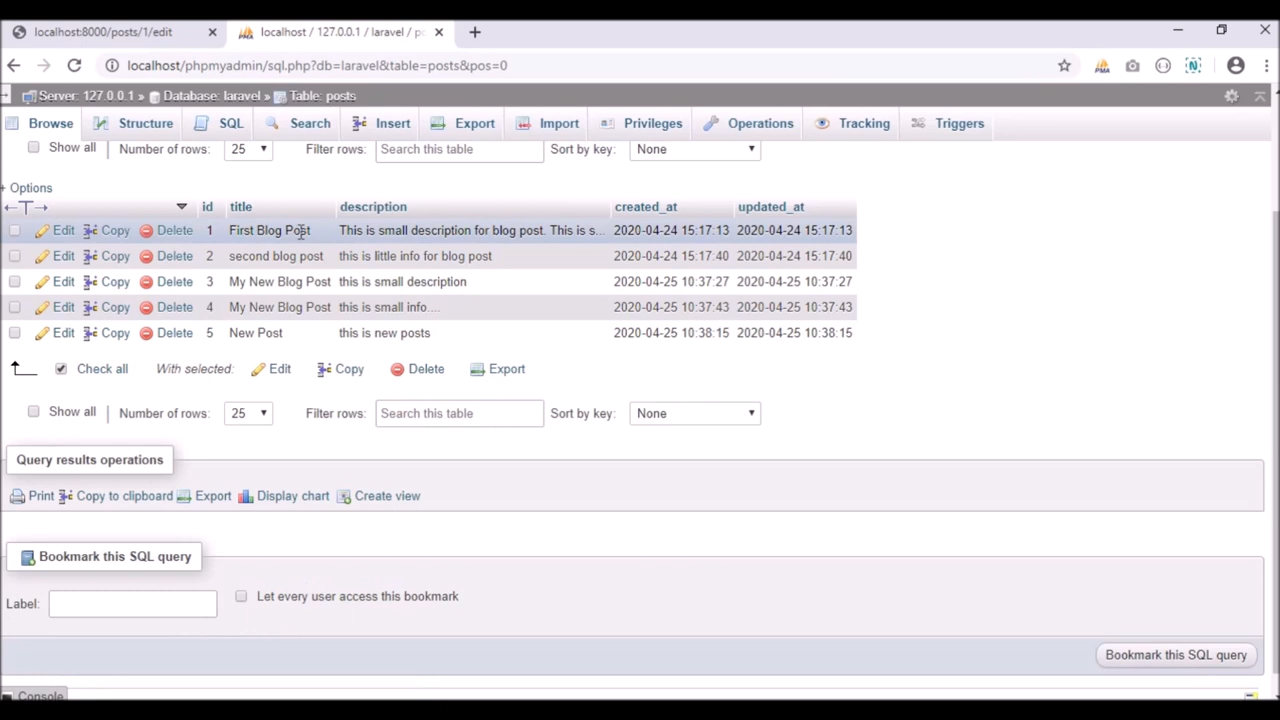 localhost:8000/posts/1/edit
localhost / 127.0.0.1 / laravel / po
localhost/phpmyadmin/sql.php?db=laravel&table=posts&pos=0
Server: 127.0.0.1 » Database: laravel » Table: posts
Browse Structure SQL Search Insert Export Import Privileges Operations Tracking Triggers
Show all Number of rows: 25 Filter rows: Search this table Sort by key: None
+ Options
id title description created_at updated_at
Edit Copy Delete 1 First Blog Post This is small description for blog post. This is s... 2020-04-24 15:17:13 2020-04-24 15:17:13
Edit Copy Delete 2 second blog post this is little info for blog post 2020-04-24 15:17:40 2020-04-24 15:17:40
Edit Copy Delete 3 My New Blog Post this is small description 2020-04-25 10:37:27 2020-04-25 10:37:27
Edit Copy Delete 4 My New Blog Post this is small info.... 2020-04-25 10:37:43 2020-04-25 10:37:43
Edit Copy Delete 5 New Post this is new posts 2020-04-25 10:38:15 2020-04-25 10:38:15
Check all With selected: Edit Copy Delete Export
Show all Number of rows: 25 Filter rows: Search this table Sort by key: None
Query results operations
Print Copy to clipboard Export Display chart Create view
Bookmark this SQL query
Label: Let every user access this bookmark
Bookmark this SQL query
Console